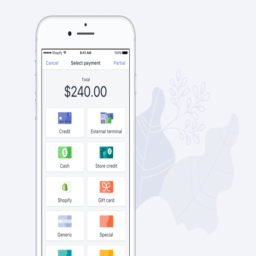 Shopify 9:41 AM 100%
Cancel Select payment Partial
Total
$240.00
Credit External terminal
Cash Store credit
Shopify Gift card
Generic Special